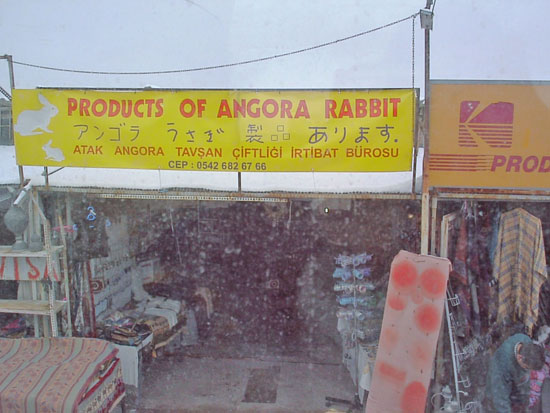 PRODUCTS OF ANGORA RABBIT
アンゴラ うさぎ 製品 あります.
ATAK ANGORA TAVŞAN ÇİFTLİĞİ İRTİBAT BÜROSU
CEP : 0542 682 67 66
K
PROD